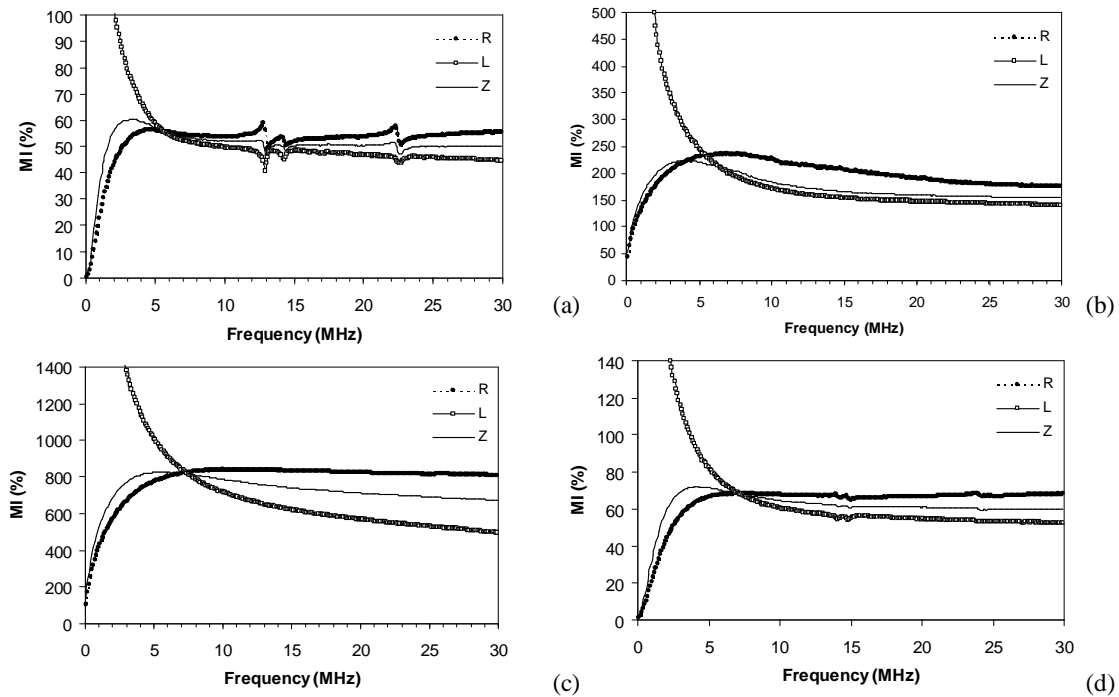 100
90
80
70
60
50
40
30
20
10
0
MI (%)
R
L
Z
0 5 10 15 20 25 30
Frequency (MHz)
(a)
500
450
400
350
300
250
200
150
100
50
0
MI (%)
R
L
Z
0 5 10 15 20 25 30
Frequency (MHz)
(b)
1400
1200
1000
800
600
400
200
0
MI (%)
R
L
Z
0 5 10 15 20 25 30
Frequency (MHz)
(c)
140
120
100
80
60
40
20
0
MI (%)
R
L
Z
0 5 10 15 20 25 30
Frequency (MHz)
(d)